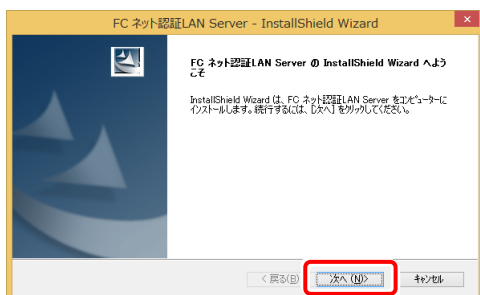 FC ネット認証LAN Server - InstallShield Wizard
FC ネット認証LAN Server の InstallShield Wizard へよう
こそ
InstallShield Wizard は、FC ネット認証LAN Server をコンピューターに
インストールします。続行するには、[次へ] をクリックしてください。
< 戻る(B) 次へ (N)> キャンセル